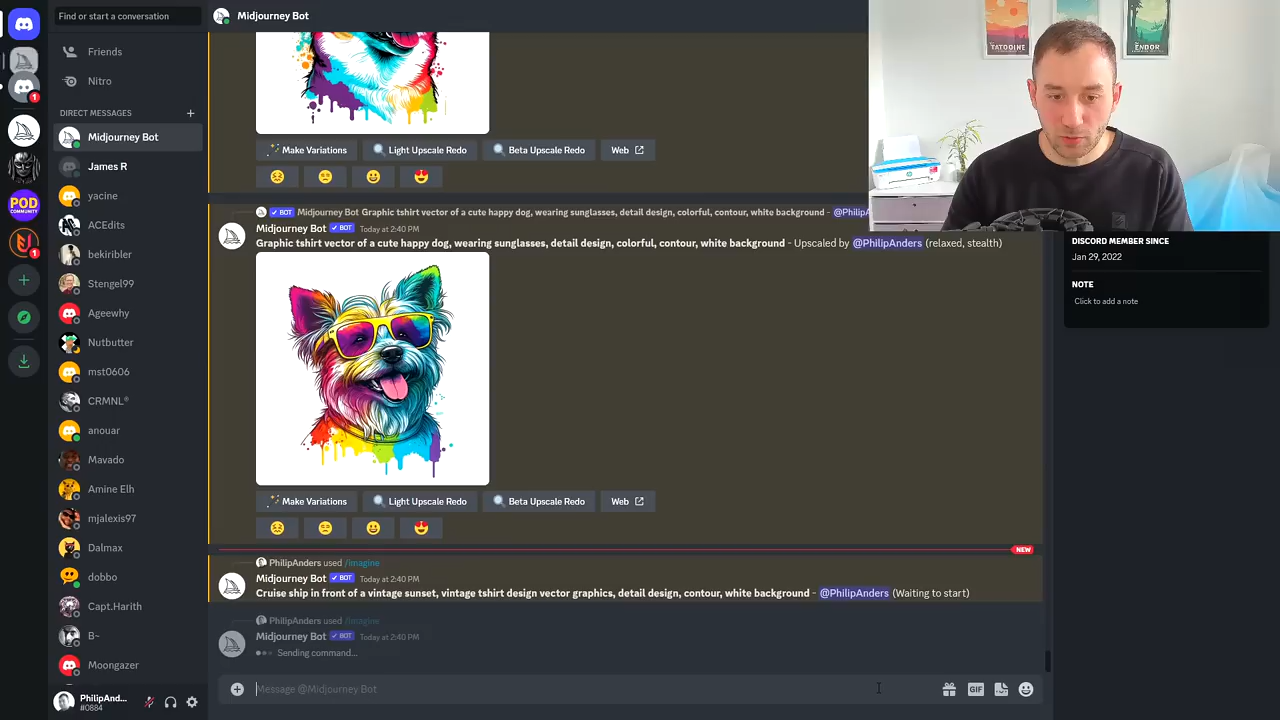 Find or start a conversation
Friends
Nitro
DIRECT MESSAGES
Midjourney Bot
James R
yacine
ACEdits
bekiribler
Stengel99
Ageewhy
Nutbutter
mst0606
CRMNL®
anouar
Mavado
Amine Elh
mjalexis97
Dalmax
dobbo
Capt.Harith
B~
Moongazer
PhilipAnd...
#0884
1
POD
COMMUNITY
1
Midjourney Bot
Make Variations Light Upscale Redo Beta Upscale Redo Web
BOT Midjourney Bot Graphic tshirt vector of a cute happy dog, wearing sunglasses, detail design, colorful, contour, white background - @PhilipA
Midjourney Bot BOT Today at 2:40 PM
Graphic tshirt vector of a cute happy dog, wearing sunglasses, detail design, colorful, contour, white background - Upscaled by @PhilipAnders (relaxed, stealth)
Make Variations Light Upscale Redo Beta Upscale Redo Web
NEW
PhilipAnders used /imagine
Midjourney Bot BOT Today at 2:40 PM
Cruise ship in front of a vintage sunset, vintage tshirt design vector graphics, detail design, contour, white background - @PhilipAnders (Waiting to start)
PhilipAnders used /imagine
Midjourney Bot BOT Today at 2:40 PM
Sending command...
Message @Midjourney Bot
GIF
TATOOINE
ENDOR
DISCORD MEMBER SINCE
Jan 29, 2022
NOTE
Click to add a note